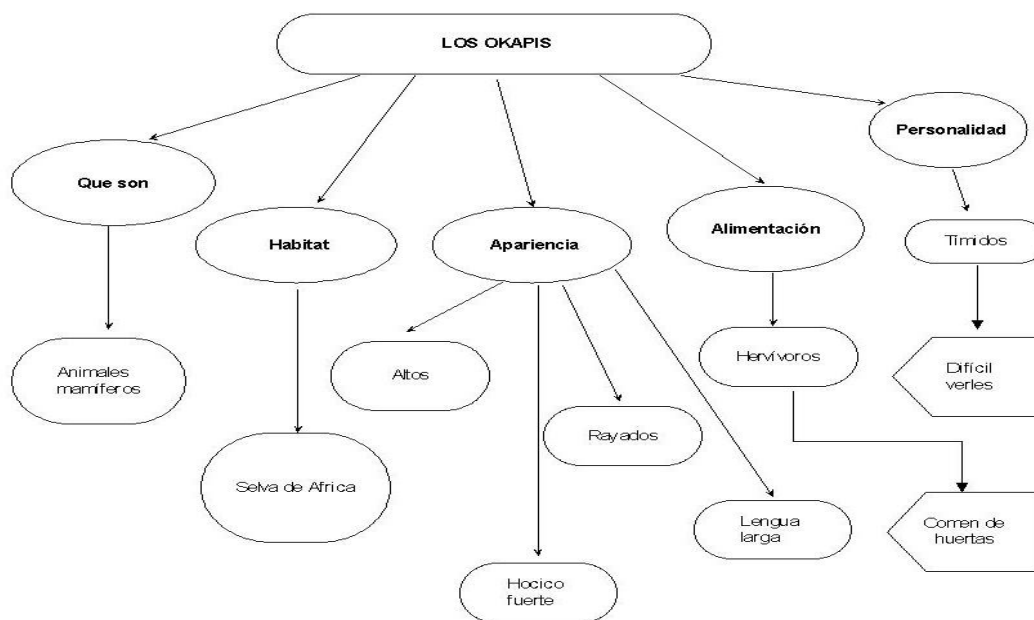 LOS OKAPIS
Personalidad
Que son
Habitat
Apariencia
Alimentación
Tímidos
Animales
mamíferos
Altos
Hervívoros
Difícil
verles
Rayados
Selva de Africa
Lengua
larga
Comen de
huertas
Hocico
fuerte